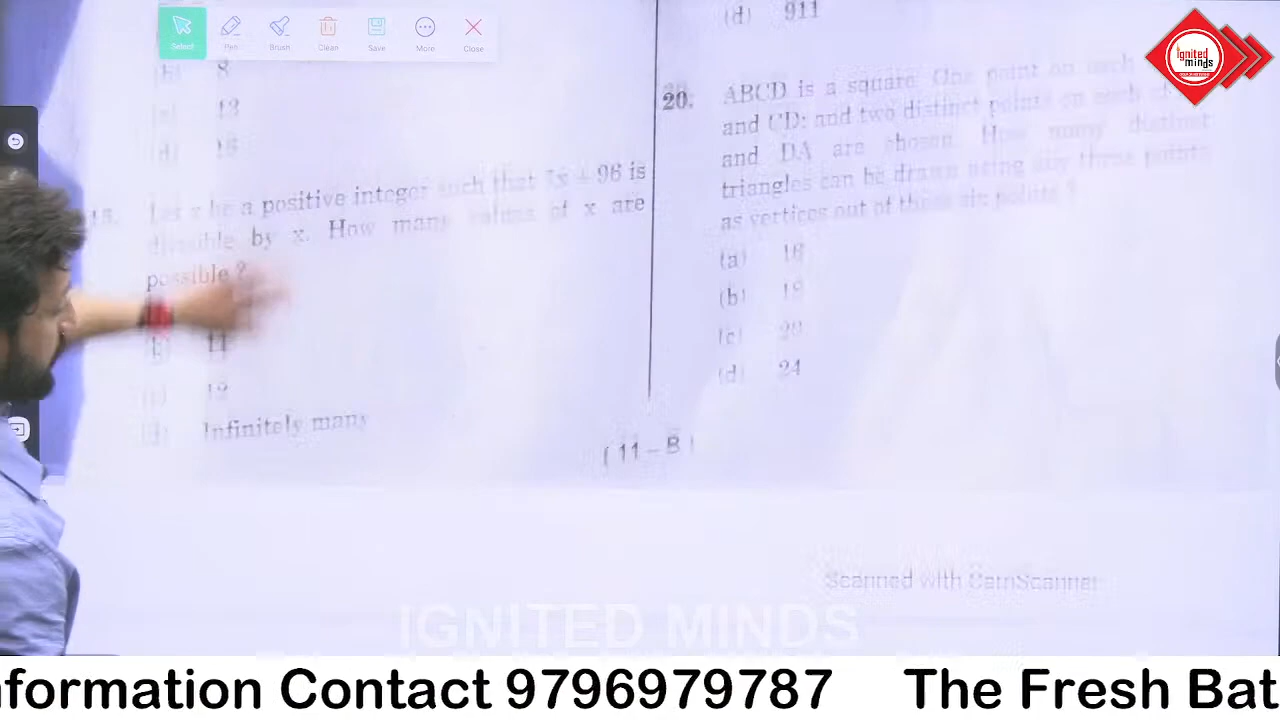 Select
Pen
Brush
Clean
Save
More
Close
(b) 8
(c) 13
(d) 16
15. Let x be a positive integer such that 7x + 96 is
divisible by x. How many values of x are
possible ?
(b) 11
(c) 12
(d) Infinitely many
(d) 911
20. ABCD is a square. One point on each
and CD; and two distinct points on each of
and DA are chosen. How many distinct
triangles can be drawn using any three points
as vertices out of these six points ?
(a) 16
(b) 19
(c) 20
(d) 24
( 11 – B )
Scanned with CamScanner
ignited
minds
IGNITED MINDS
nformation Contact 9796979787 The Fresh Bat